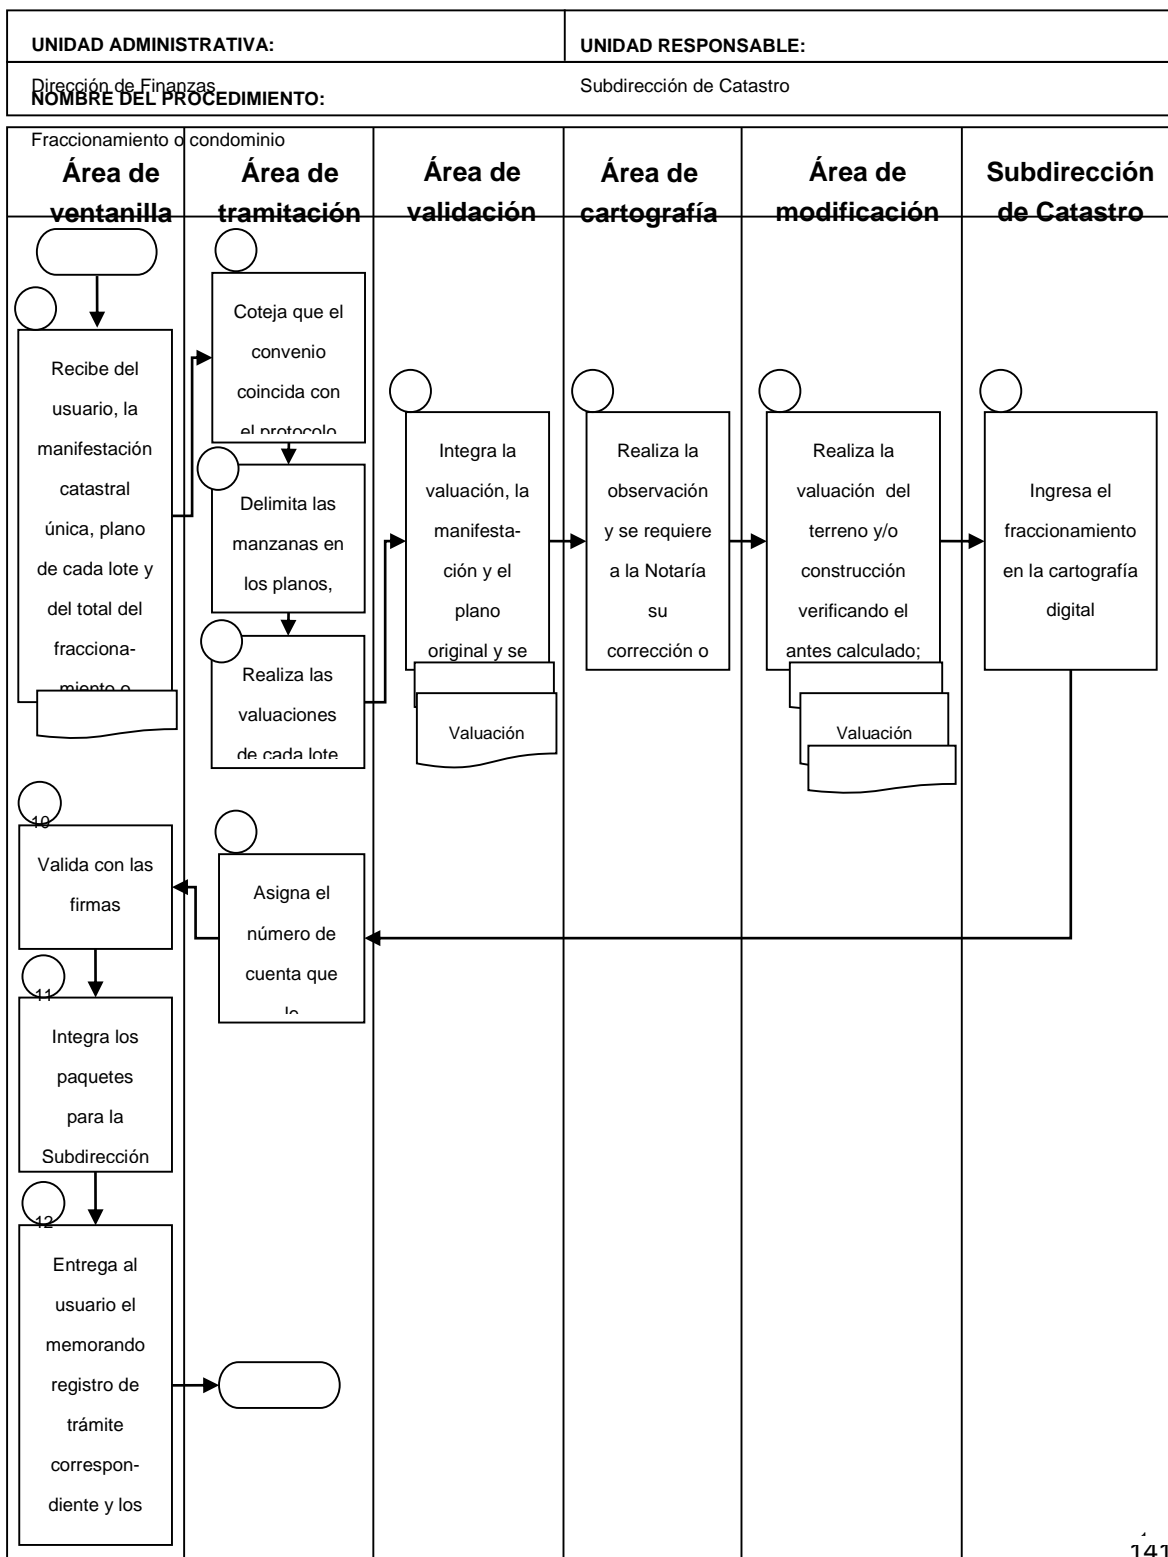 UNIDAD ADMINISTRATIVA:
UNIDAD RESPONSABLE:
Dirección de Finanzas
Subdirección de Catastro
NOMBRE DEL PROCEDIMIENTO:
Fraccionamiento o condominio
Área de
ventanilla
Área de
tramitación
Área de
validación
Área de
cartografía
Área de
modificación
Subdirección
de Catastro
Recibe del
usuario, la
manifestación
catastral
única, plano
de cada lote y
del total del
fracciona-
miento o
Coteja que el
convenio
coincida con
el protocolo
Delimita las
manzanas en
los planos,
Realiza las
valuaciones
de cada lote
Integra la
valuación, la
manifesta-
ción y el
plano
original y se
Valuación
Realiza la
observación
y se requiere
a la Notaría
su
corrección o
Realiza la
valuación del
terreno y/o
construcción
verificando el
antes calculado;
Valuación
Ingresa el
fraccionamiento
en la cartografía
digital
Asigna el
número de
cuenta que
10
Valida con las
firmas
11
Integra los
paquetes
para la
Subdirección
12
Entrega al
usuario el
memorando
registro de
trámite
correspon-
diente y los
141